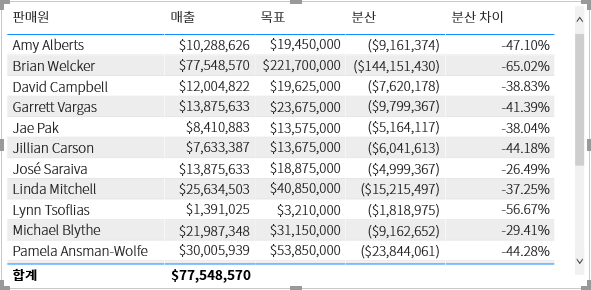 판매원 매출 목표 분산 분산 차이
Amy Alberts $10,288,626 $19,450,000 ($9,161,374) -47.10%
Brian Welcker $77,548,570 $221,700,000 ($144,151,430) -65.02%
David Campbell $12,004,822 $19,625,000 ($7,620,178) -38.83%
Garrett Vargas $13,875,633 $23,675,000 ($9,799,367) -41.39%
Jae Pak $8,410,883 $13,575,000 ($5,164,117) -38.04%
Jillian Carson $7,633,387 $13,675,000 ($6,041,613) -44.18%
José Saraiva $13,875,633 $18,875,000 ($4,999,367) -26.49%
Linda Mitchell $25,634,503 $40,850,000 ($15,215,497) -37.25%
Lynn Tsoflias $1,391,025 $3,210,000 ($1,818,975) -56.67%
Michael Blythe $21,987,348 $31,150,000 ($9,162,652) -29.41%
Pamela Ansman-Wolfe $30,005,939 $53,850,000 ($23,844,061) -44.28%
합계 $77,548,570